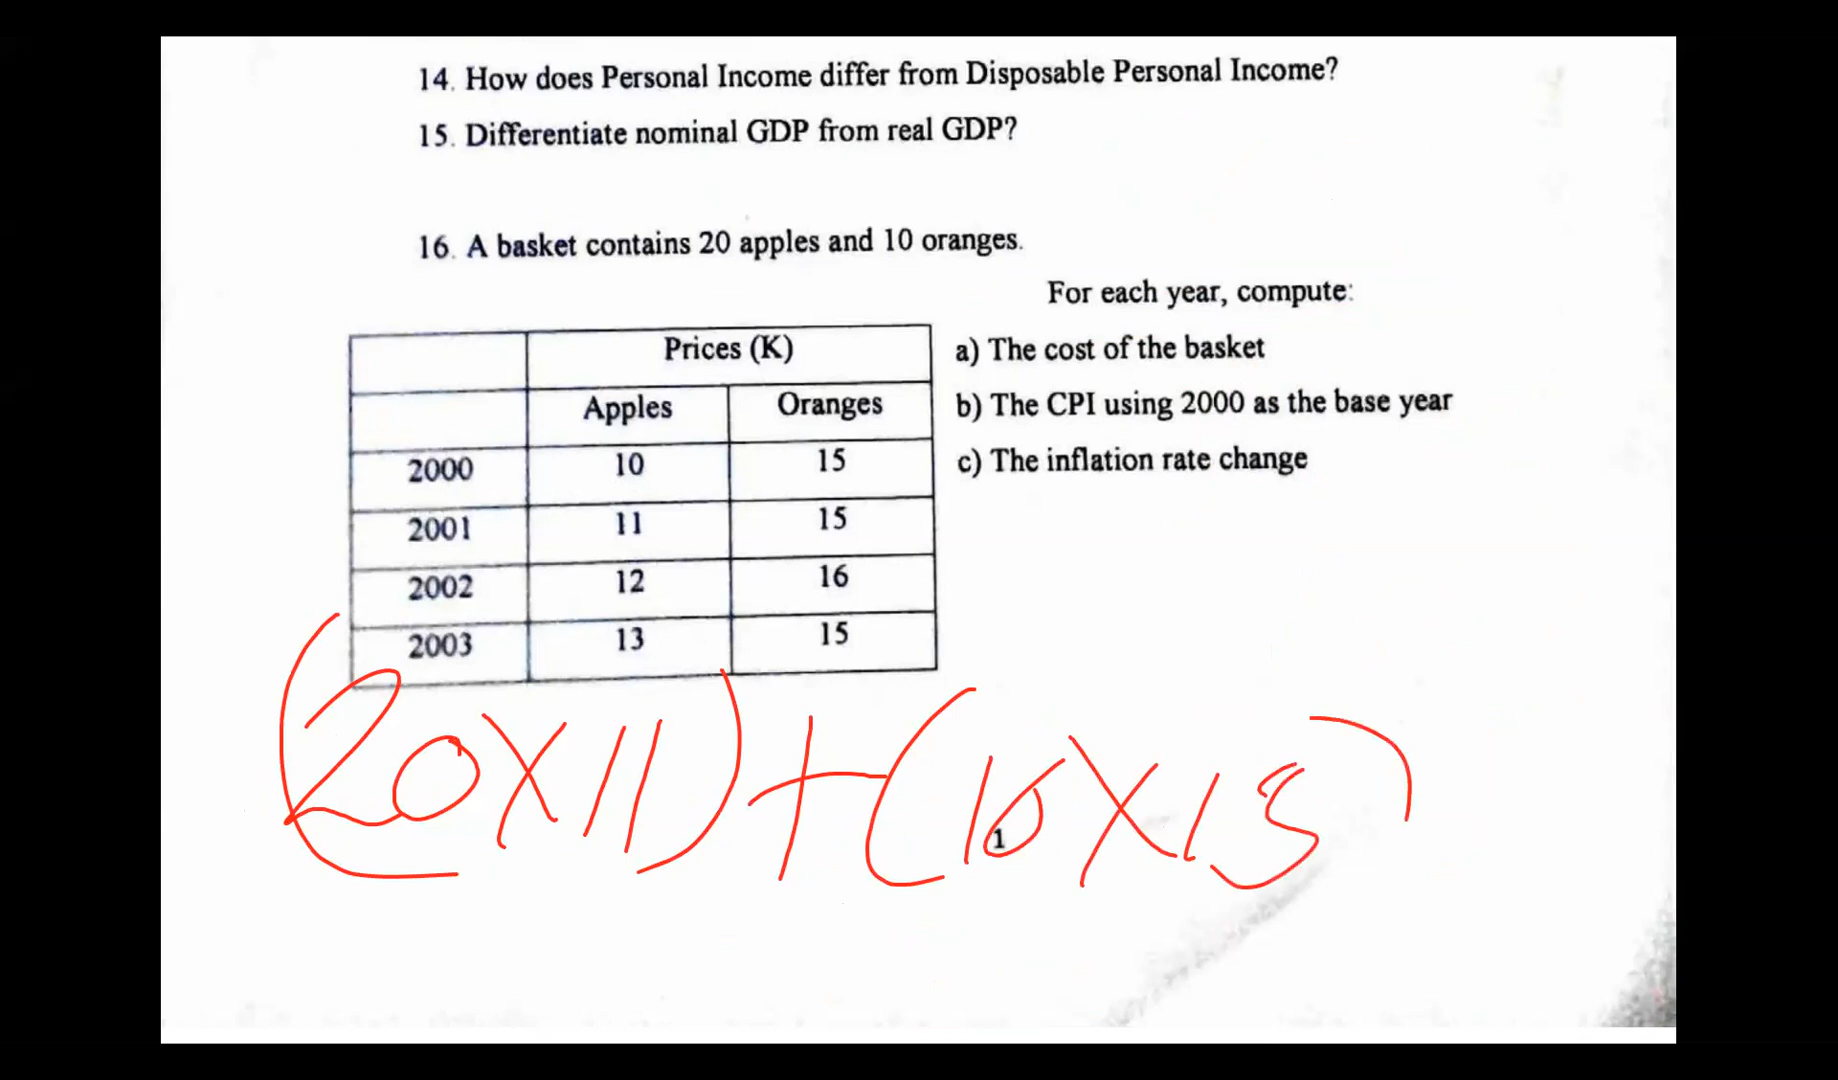 14. How does Personal Income differ from Disposable Personal Income?
15. Differentiate nominal GDP from real GDP?
16. A basket contains 20 apples and 10 oranges.
For each year, compute:
Prices (K)
a) The cost of the basket
Apples Oranges
b) The CPI using 2000 as the base year
2000 10 15
c) The inflation rate change
2001 11 15
2002 12 16
2003 13 15
(20X11)+(10X15)
1